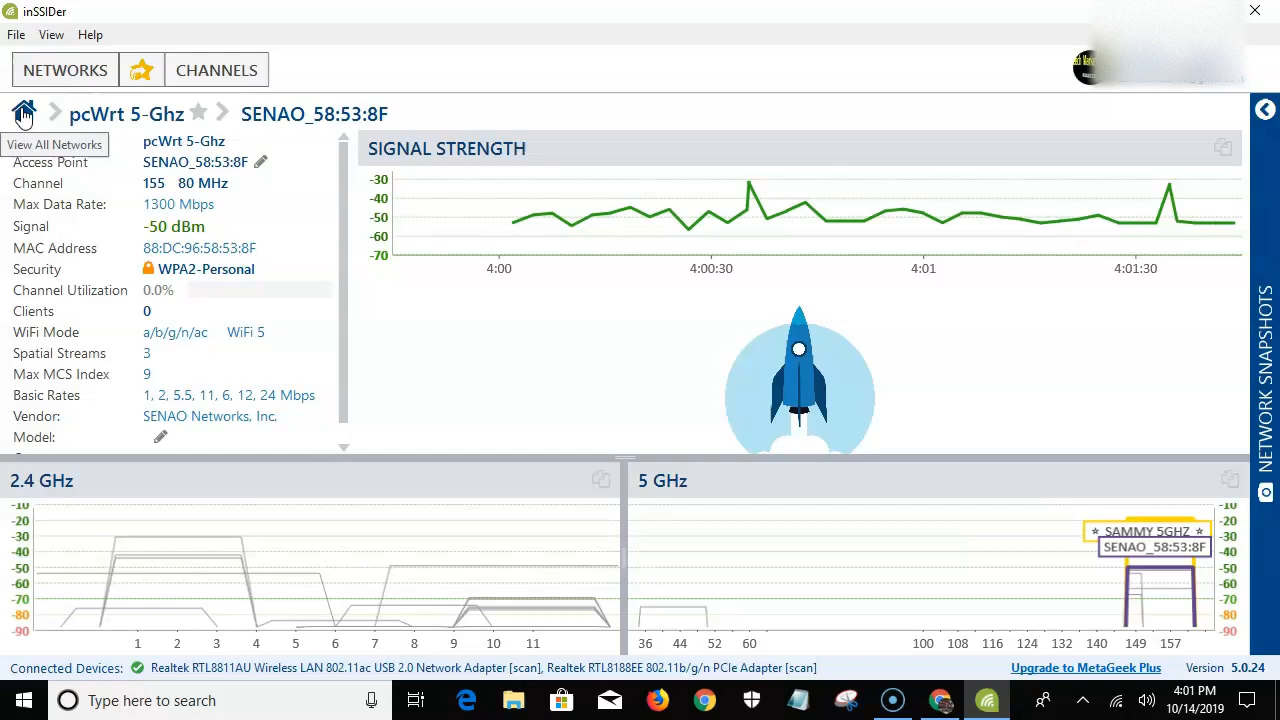 inSSIDer
File View Help
NETWORKS CHANNELS
pcWrt 5-Ghz SENAO_58:53:8F
View All Networks
pcWrt 5-Ghz
Access Point SENAO_58:53:8F
Channel 155 80 MHz
Max Data Rate: 1300 Mbps
Signal -50 dBm
MAC Address 88:DC:96:58:53:8F
Security WPA2-Personal
Channel Utilization 0.0%
Clients 0
WiFi Mode a/b/g/n/ac WiFi 5
Spatial Streams 3
Max MCS Index 9
Basic Rates 1, 2, 5.5, 11, 6, 12, 24 Mbps
Vendor: SENAO Networks, Inc.
Model:
SIGNAL STRENGTH
-30
-40
-50
-60
-70
4:00 4:00:30 4:01 4:01:30
NETWORK SNAPSHOTS
2.4 GHz
-10
-20
-30
-40
-50
-60
-70
-80
-90
1 2 3 4 5 6 7 8 9 10 11
5 GHz
SAMMY 5GHZ
SENAO_58:53:8F
-10
-20
-30
-40
-50
-60
-70
-80
-90
36 44 52 60 100 108 116 124 132 140 149 157
Connected Devices: Realtek RTL8811AU Wireless LAN 802.11ac USB 2.0 Network Adapter [scan], Realtek RTL8188EE 802.11b/g/n PCIe Adapter [scan] Upgrade to MetaGeek Plus Version 5.0.24
Type here to search
4:01 PM
10/14/2019